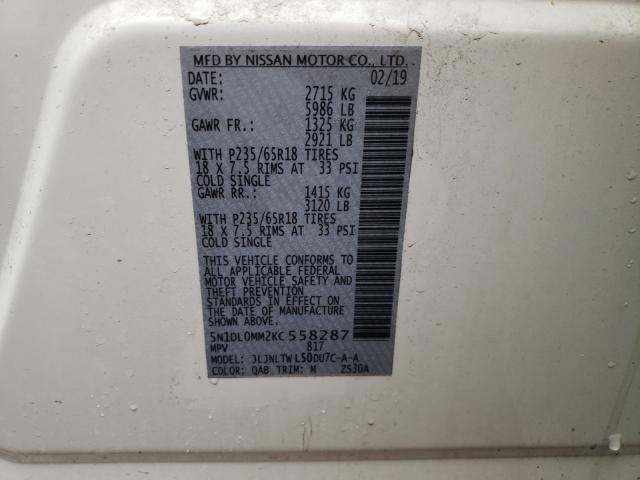 MFD BY NISSAN MOTOR CO., LTD.
DATE: 02/19
GVWR: 2715 KG
5986 LB
GAWR FR.: 1325 KG
2921 LB
WITH P235/65R18 TIRES
18 X 7.5 RIMS AT 33 PSI
COLD SINGLE
GAWR RR.: 1415 KG
3120 LB
WITH P235/65R18 TIRES
18 X 7.5 RIMS AT 33 PSI
COLD SINGLE
THIS VEHICLE CONFORMS TO
ALL APPLICABLE FEDERAL
MOTOR VEHICLE SAFETY AND
THEFT PREVENTION
STANDARDS IN EFFECT ON
THE DATE OF MANUFACTURE
SHOWN ABOVE.
5N1DL0MM2KC558287
MPV 817
MODEL: JLJNLTWL50DU7C-A-A
COLOR: QAB TRIM: M ZS30A